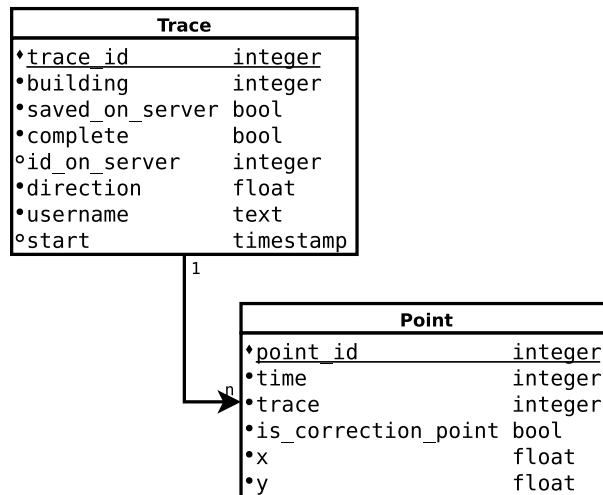 Trace
trace_id integer
building integer
saved_on_server bool
complete bool
id_on_server integer
direction float
username text
start timestamp
1
Point
point_id integer
time integer
n
trace integer
is_correction_point bool
x float
y float